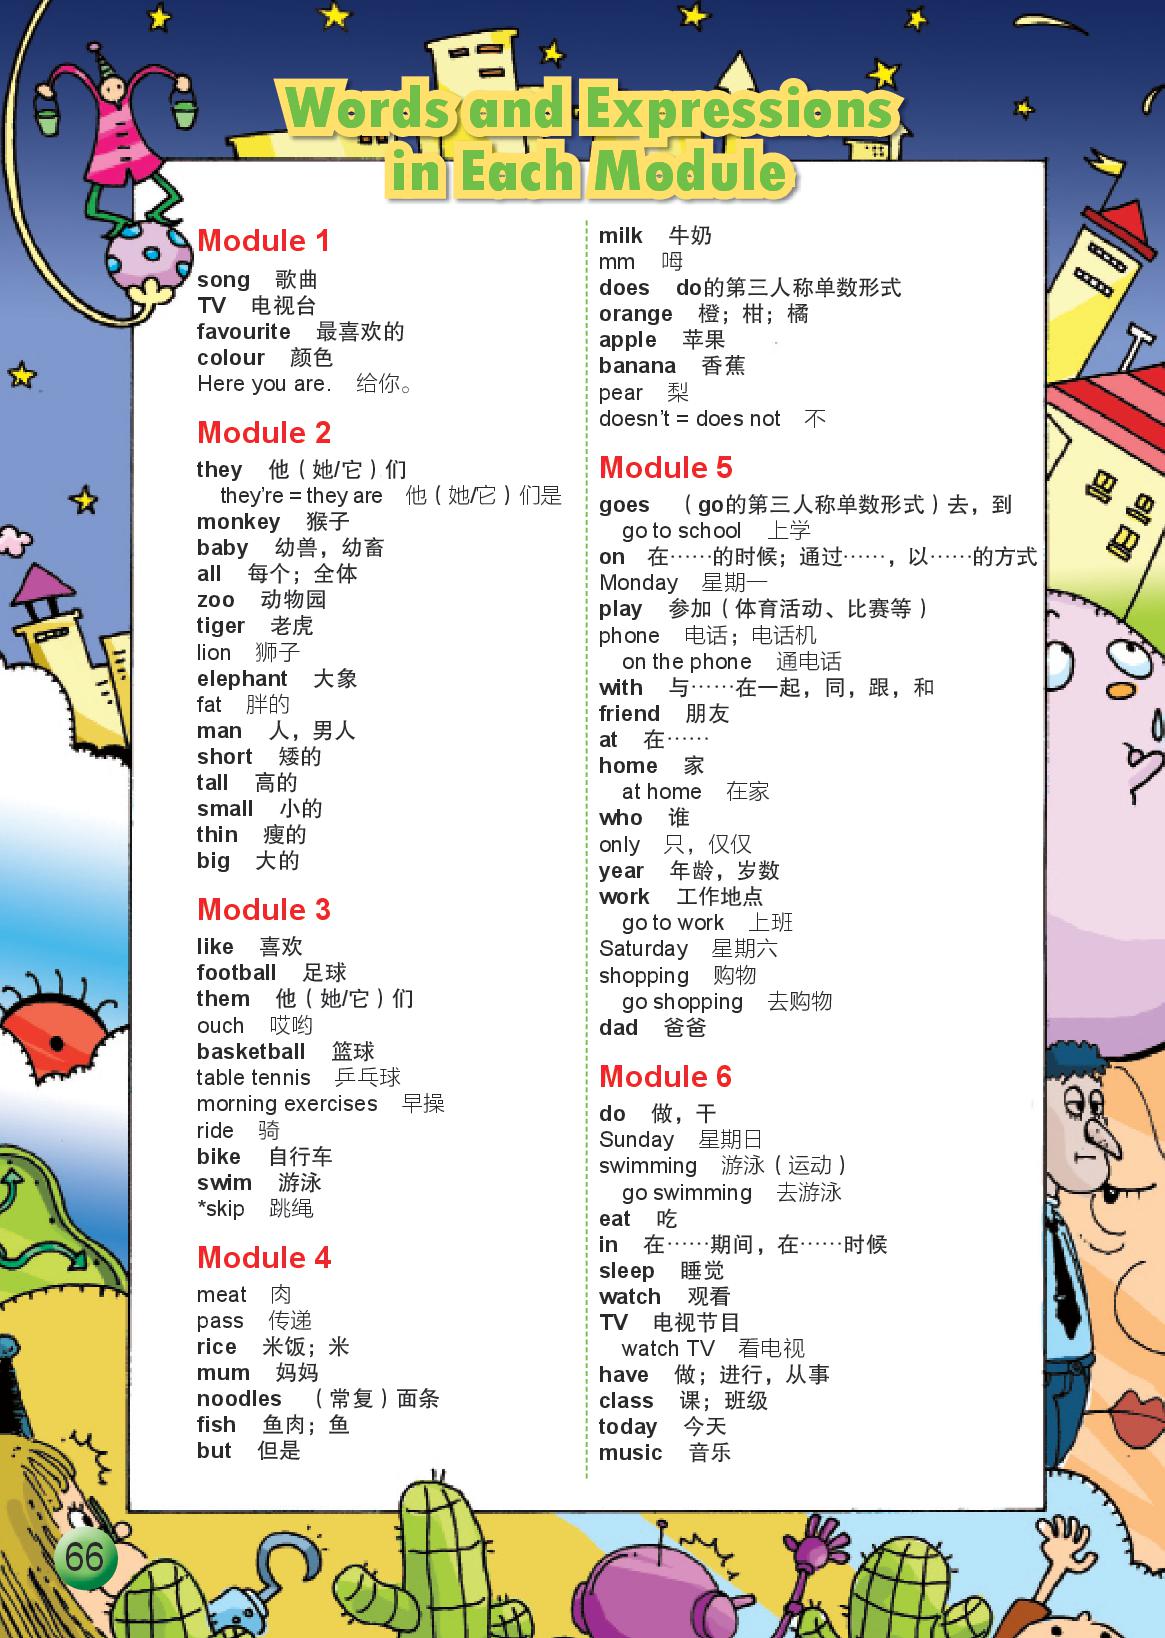 Words and Expressions
in Each Module
Module 1
song 歌曲
TV 电视台
favourite 最喜欢的
colour 颜色
Here you are. 给你。
Module 2
they 他（她/它）们
they're = they are 他（她/它）们是
monkey 猴子
baby 幼兽，幼畜
all 每个；全体
zoo 动物园
tiger 老虎
lion 狮子
elephant 大象
fat 胖的
man 人，男人
short 矮的
tall 高的
small 小的
thin 瘦的
big 大的
Module 3
like 喜欢
football 足球
them 他（她/它）们
ouch 哎哟
basketball 篮球
table tennis 乒乓球
morning exercises 早操
ride 骑
bike 自行车
swim 游泳
*skip 跳绳
Module 4
meat 肉
pass 传递
rice 米饭；米
mum 妈妈
noodles （常复）面条
fish 鱼肉；鱼
but 但是
milk 牛奶
mm 呣
does do的第三人称单数形式
orange 橙；柑；橘
apple 苹果
banana 香蕉
pear 梨
doesn't = does not 不
Module 5
goes （go的第三人称单数形式）去，到
go to school 上学
on 在……的时候；通过……，以……的方式
Monday 星期一
play 参加（体育活动、比赛等）
phone 电话；电话机
on the phone 通电话
with 与……在一起，同，跟，和
friend 朋友
at 在……
home 家
at home 在家
who 谁
only 只，仅仅
year 年龄，岁数
work 工作地点
go to work 上班
Saturday 星期六
shopping 购物
go shopping 去购物
dad 爸爸
Module 6
do 做，干
Sunday 星期日
swimming 游泳（运动）
go swimming 去游泳
eat 吃
in 在……期间，在……时候
sleep 睡觉
watch 观看
TV 电视节目
watch TV 看电视
have 做；进行，从事
class 课；班级
today 今天
music 音乐
66